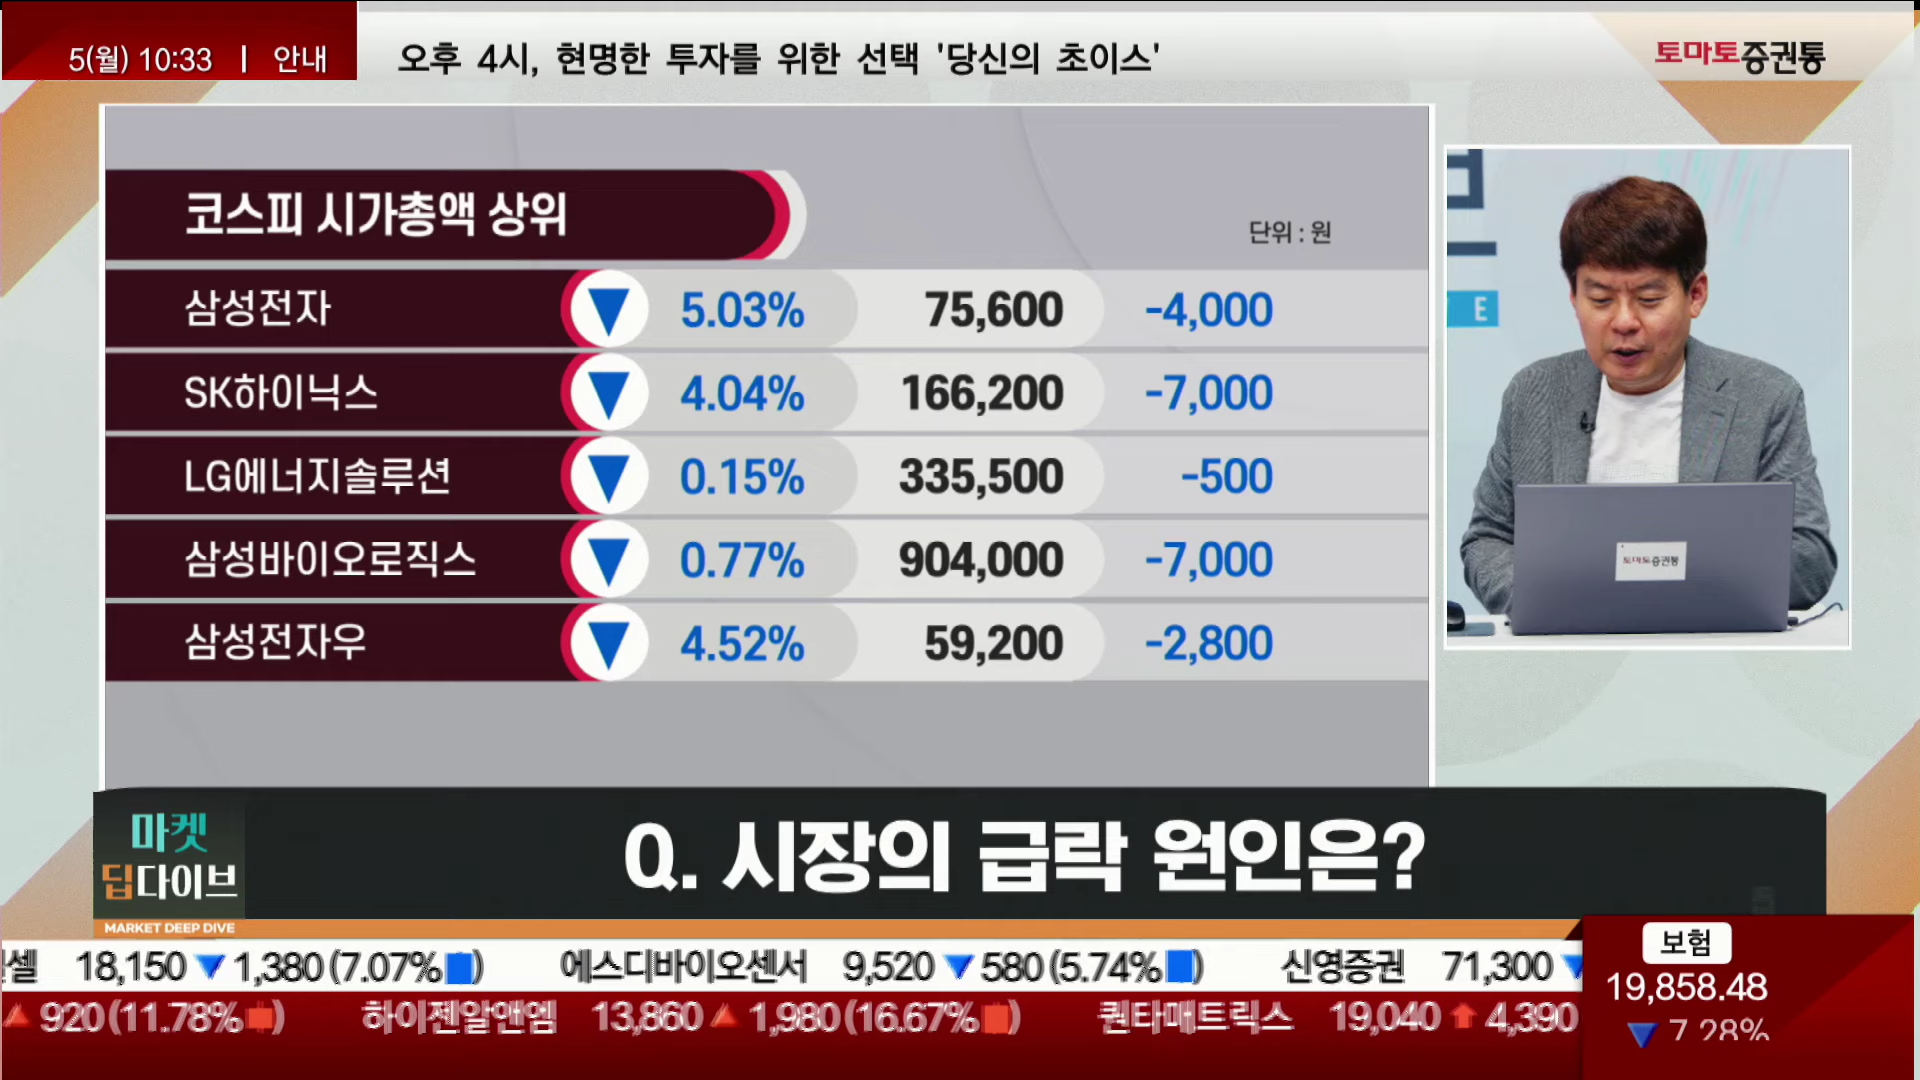 5(월) 10:33 | 안내
오후 4시, 현명한 투자를 위한 선택 '당신의 초이스'
토마토증권통
코스피 시가총액 상위
단위 : 원
삼성전자 ▼ 5.03% 75,600 -4,000
SK하이닉스 ▼ 4.04% 166,200 -7,000
LG에너지솔루션 ▼ 0.15% 335,500 -500
삼성바이오로직스 ▼ 0.77% 904,000 -7,000
삼성전자우 ▼ 4.52% 59,200 -2,800
E
토마토증권통
마켓
딥다이브
MARKET DEEP DIVE
Q. 시장의 급락 원인은?
셀 18,150 ▼ 1,380 (7.07%) 에스디바이오센서 9,520 ▼ 580 (5.74%) 신영증권 71,300 ▼
▲ 920 (11.78%) 하이젠알앤엠 13,860 ▲ 1,980 (16.67%) 퀀타매트릭스 19,040 ⬆ 4,390
보험
19,858.48
▼ 7.28%